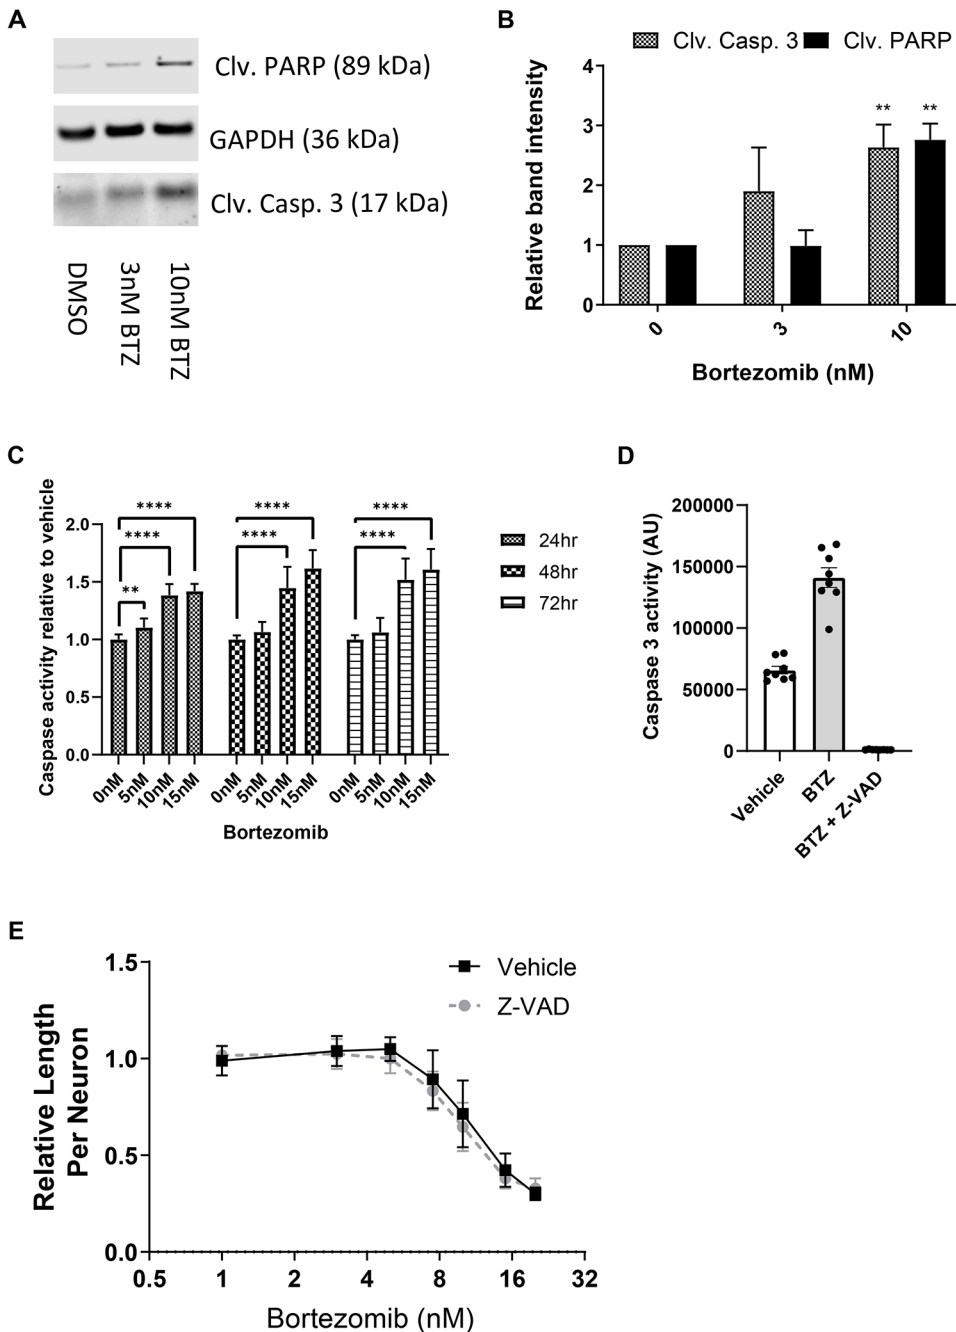 A
Clv. PARP (89 kDa)
GAPDH (36 kDa)
Clv. Casp. 3 (17 kDa)
DMSO
3nM BTZ
10nM BTZ
B
Clv. Casp. 3
Clv. PARP
Relative band intensity
4
3
2
1
0
**
**
0
3
10
Bortezomib (nM)
C
Caspase activity relative to vehicle
2.0
1.5
1.0
0.5
0.0
****
****
**
****
****
****
****
24hr
48hr
72hr
0nM
5nM
10nM
15nM
0nM
5nM
10nM
15nM
0nM
5nM
10nM
15nM
Bortezomib
D
Caspase 3 activity (AU)
200000
150000
100000
50000
0
Vehicle
BTZ
BTZ + Z-VAD
E
Relative Length
Per Neuron
1.5
1.0
0.5
0.0
Vehicle
Z-VAD
0.5
1
2
4
8
16
32
Bortezomib (nM)